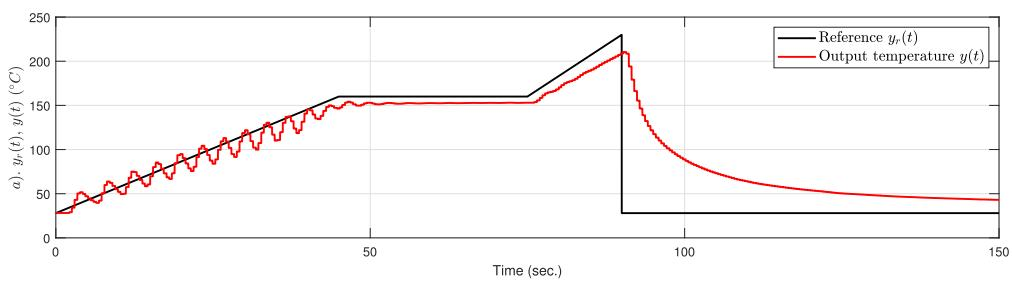 250
200
150
100
50
0
a). y_r(t), y(t) (°C)
Reference y_r(t)
Output temperature y(t)
0 50 100 150
Time (sec.)